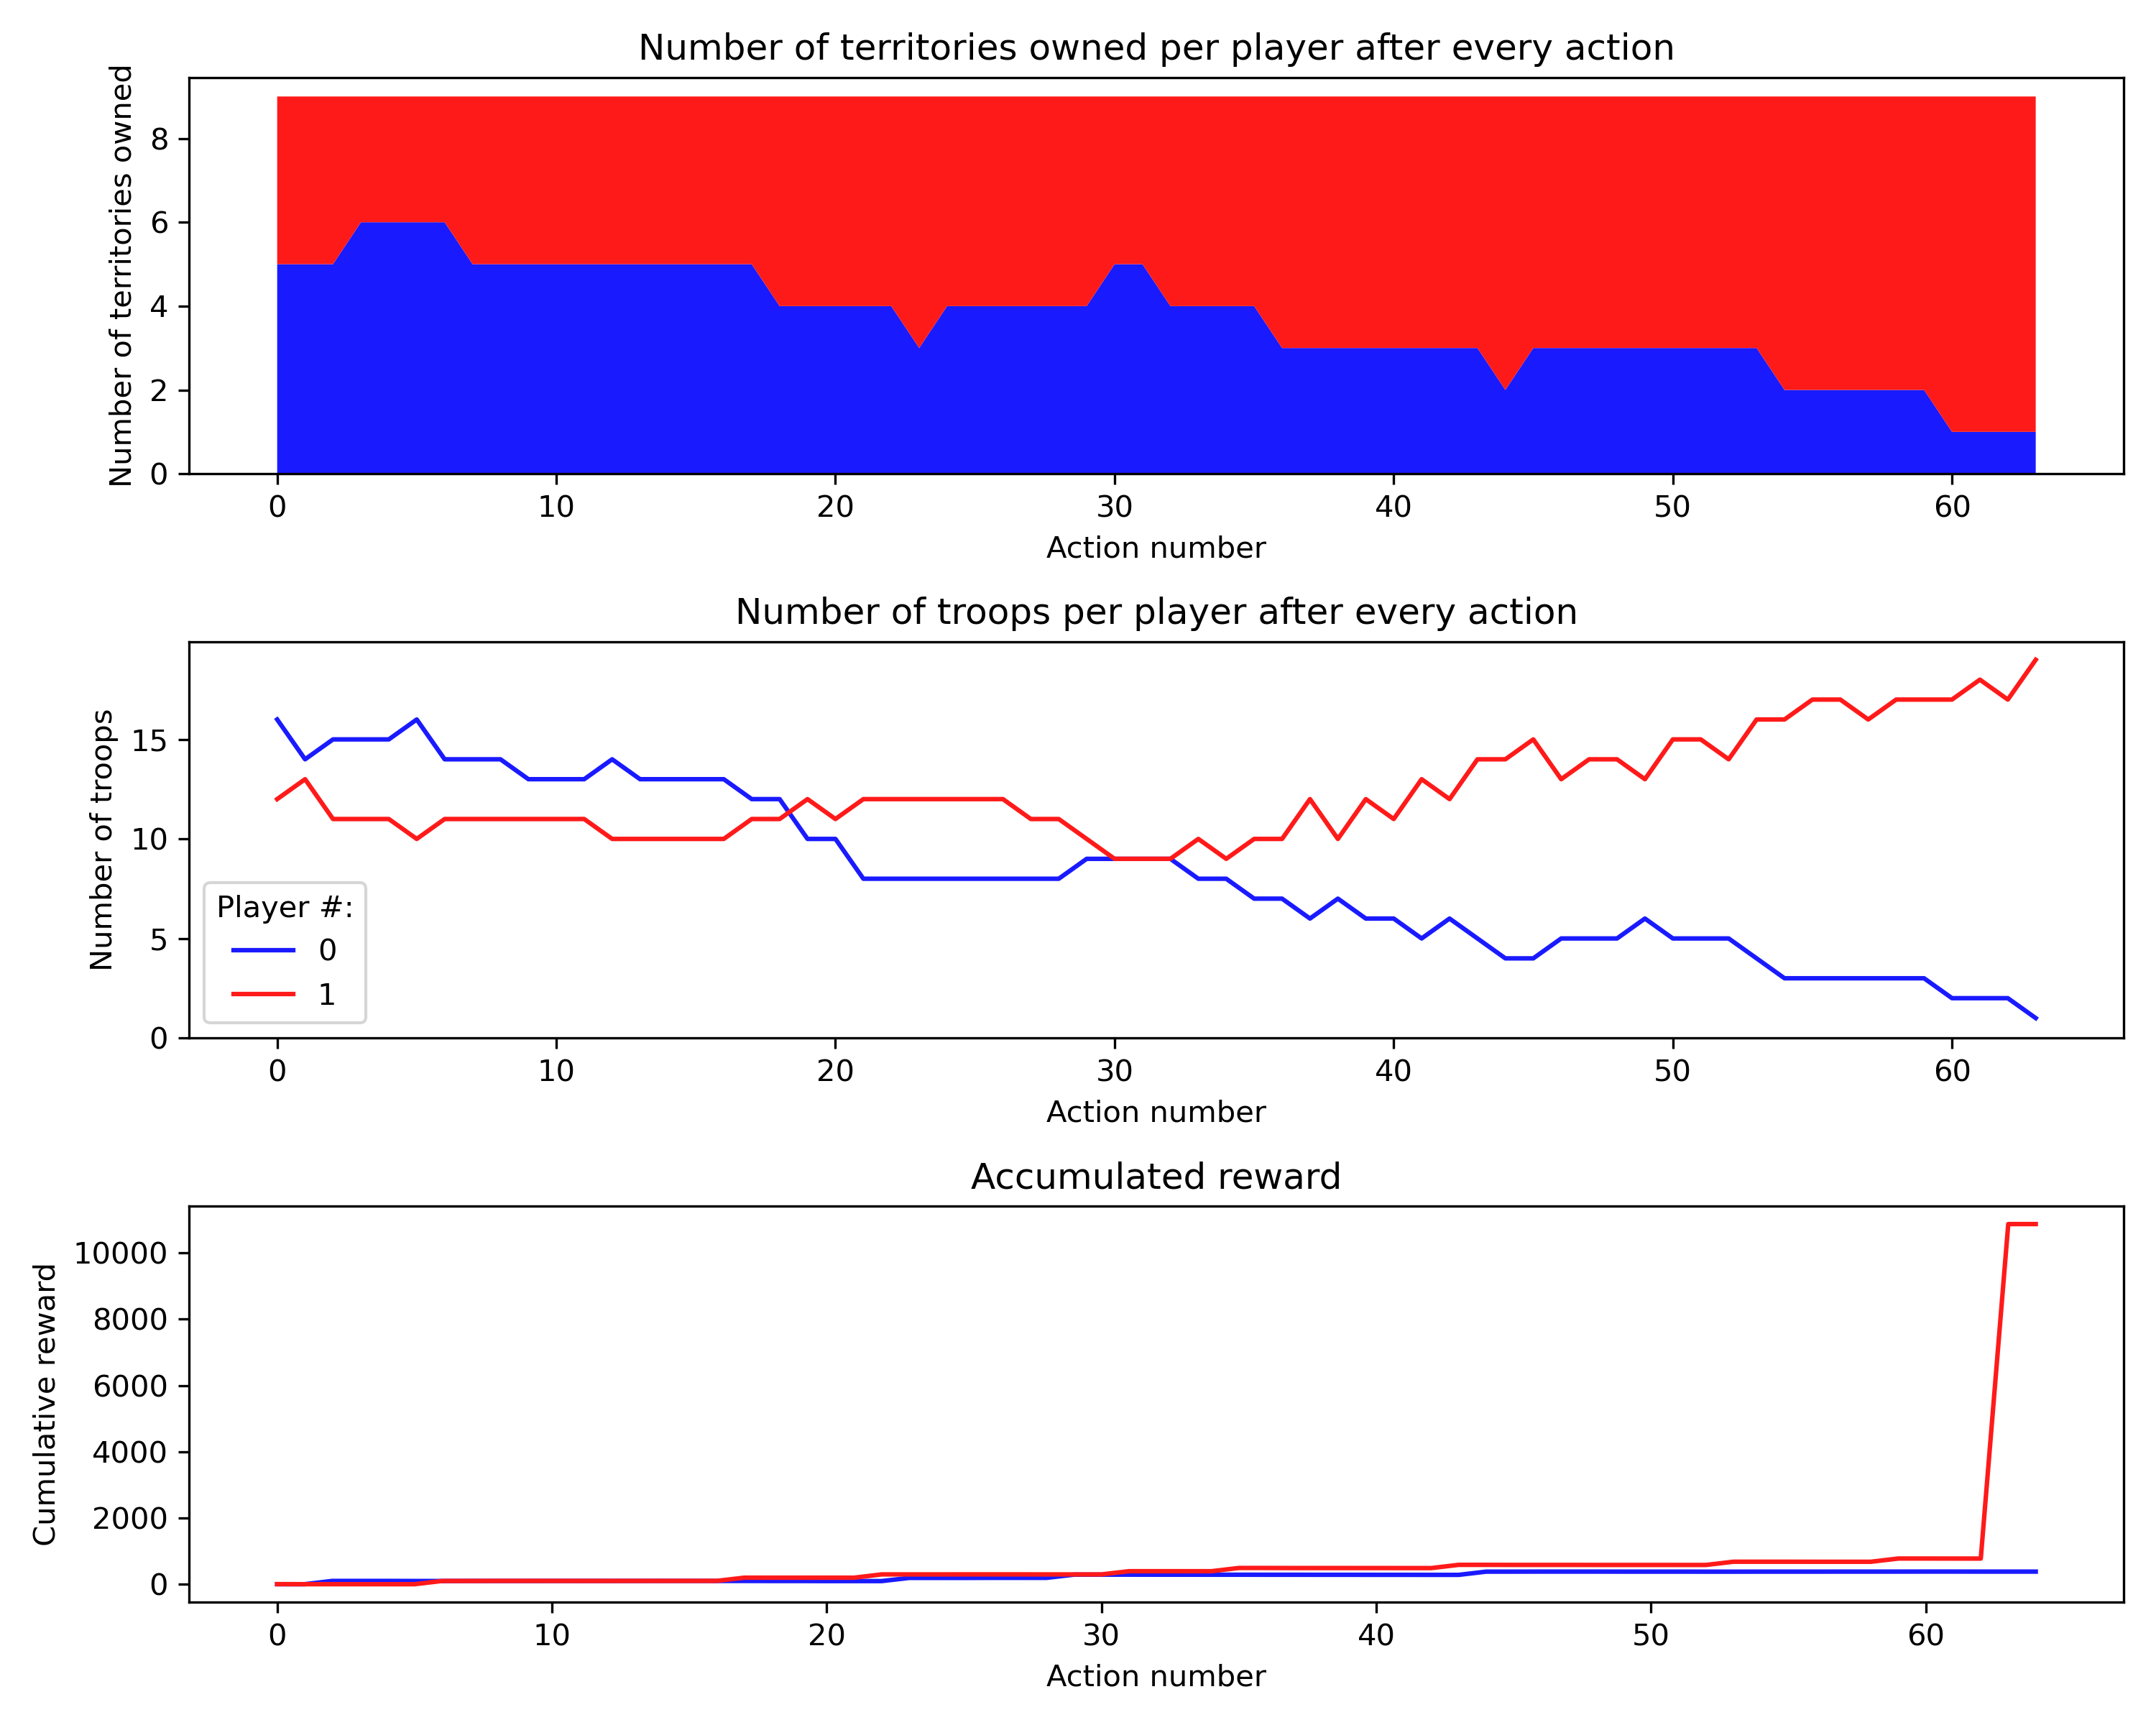 Number of territories owned per player after every action
Number of territories owned
8
6
4
2
0
0 10 20 30 40 50 60
Action number
Number of troops per player after every action
Number of troops
15
10
5
0
Player #:
0
1
0 10 20 30 40 50 60
Action number
Accumulated reward
Cumulative reward
10000
8000
6000
4000
2000
0
0 10 20 30 40 50 60
Action number